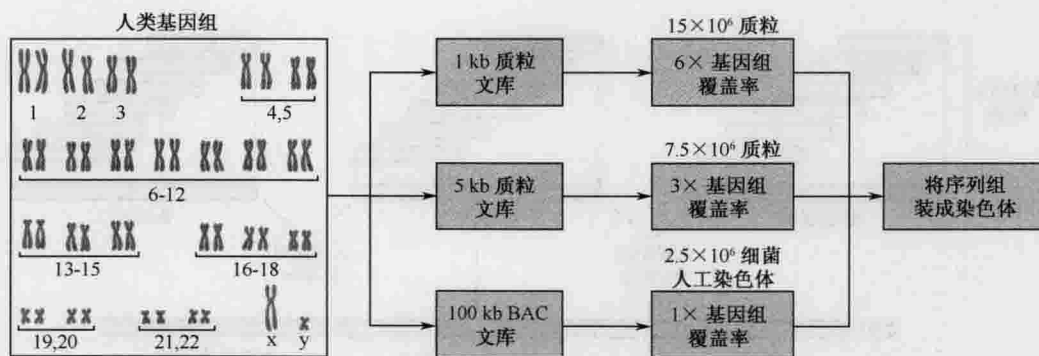 人类基因组
1 2 3 4,5
6-12
13-15 16-18
19,20 21,22 x y
1 kb 质粒
文库
5 kb 质粒
文库
100 kb BAC
文库
15×10⁶ 质粒
6× 基因组
覆盖率
7.5×10⁶ 质粒
3× 基因组
覆盖率
2.5×10⁶ 细菌
人工染色体
1× 基因组
覆盖率
将序列组
装成染色体